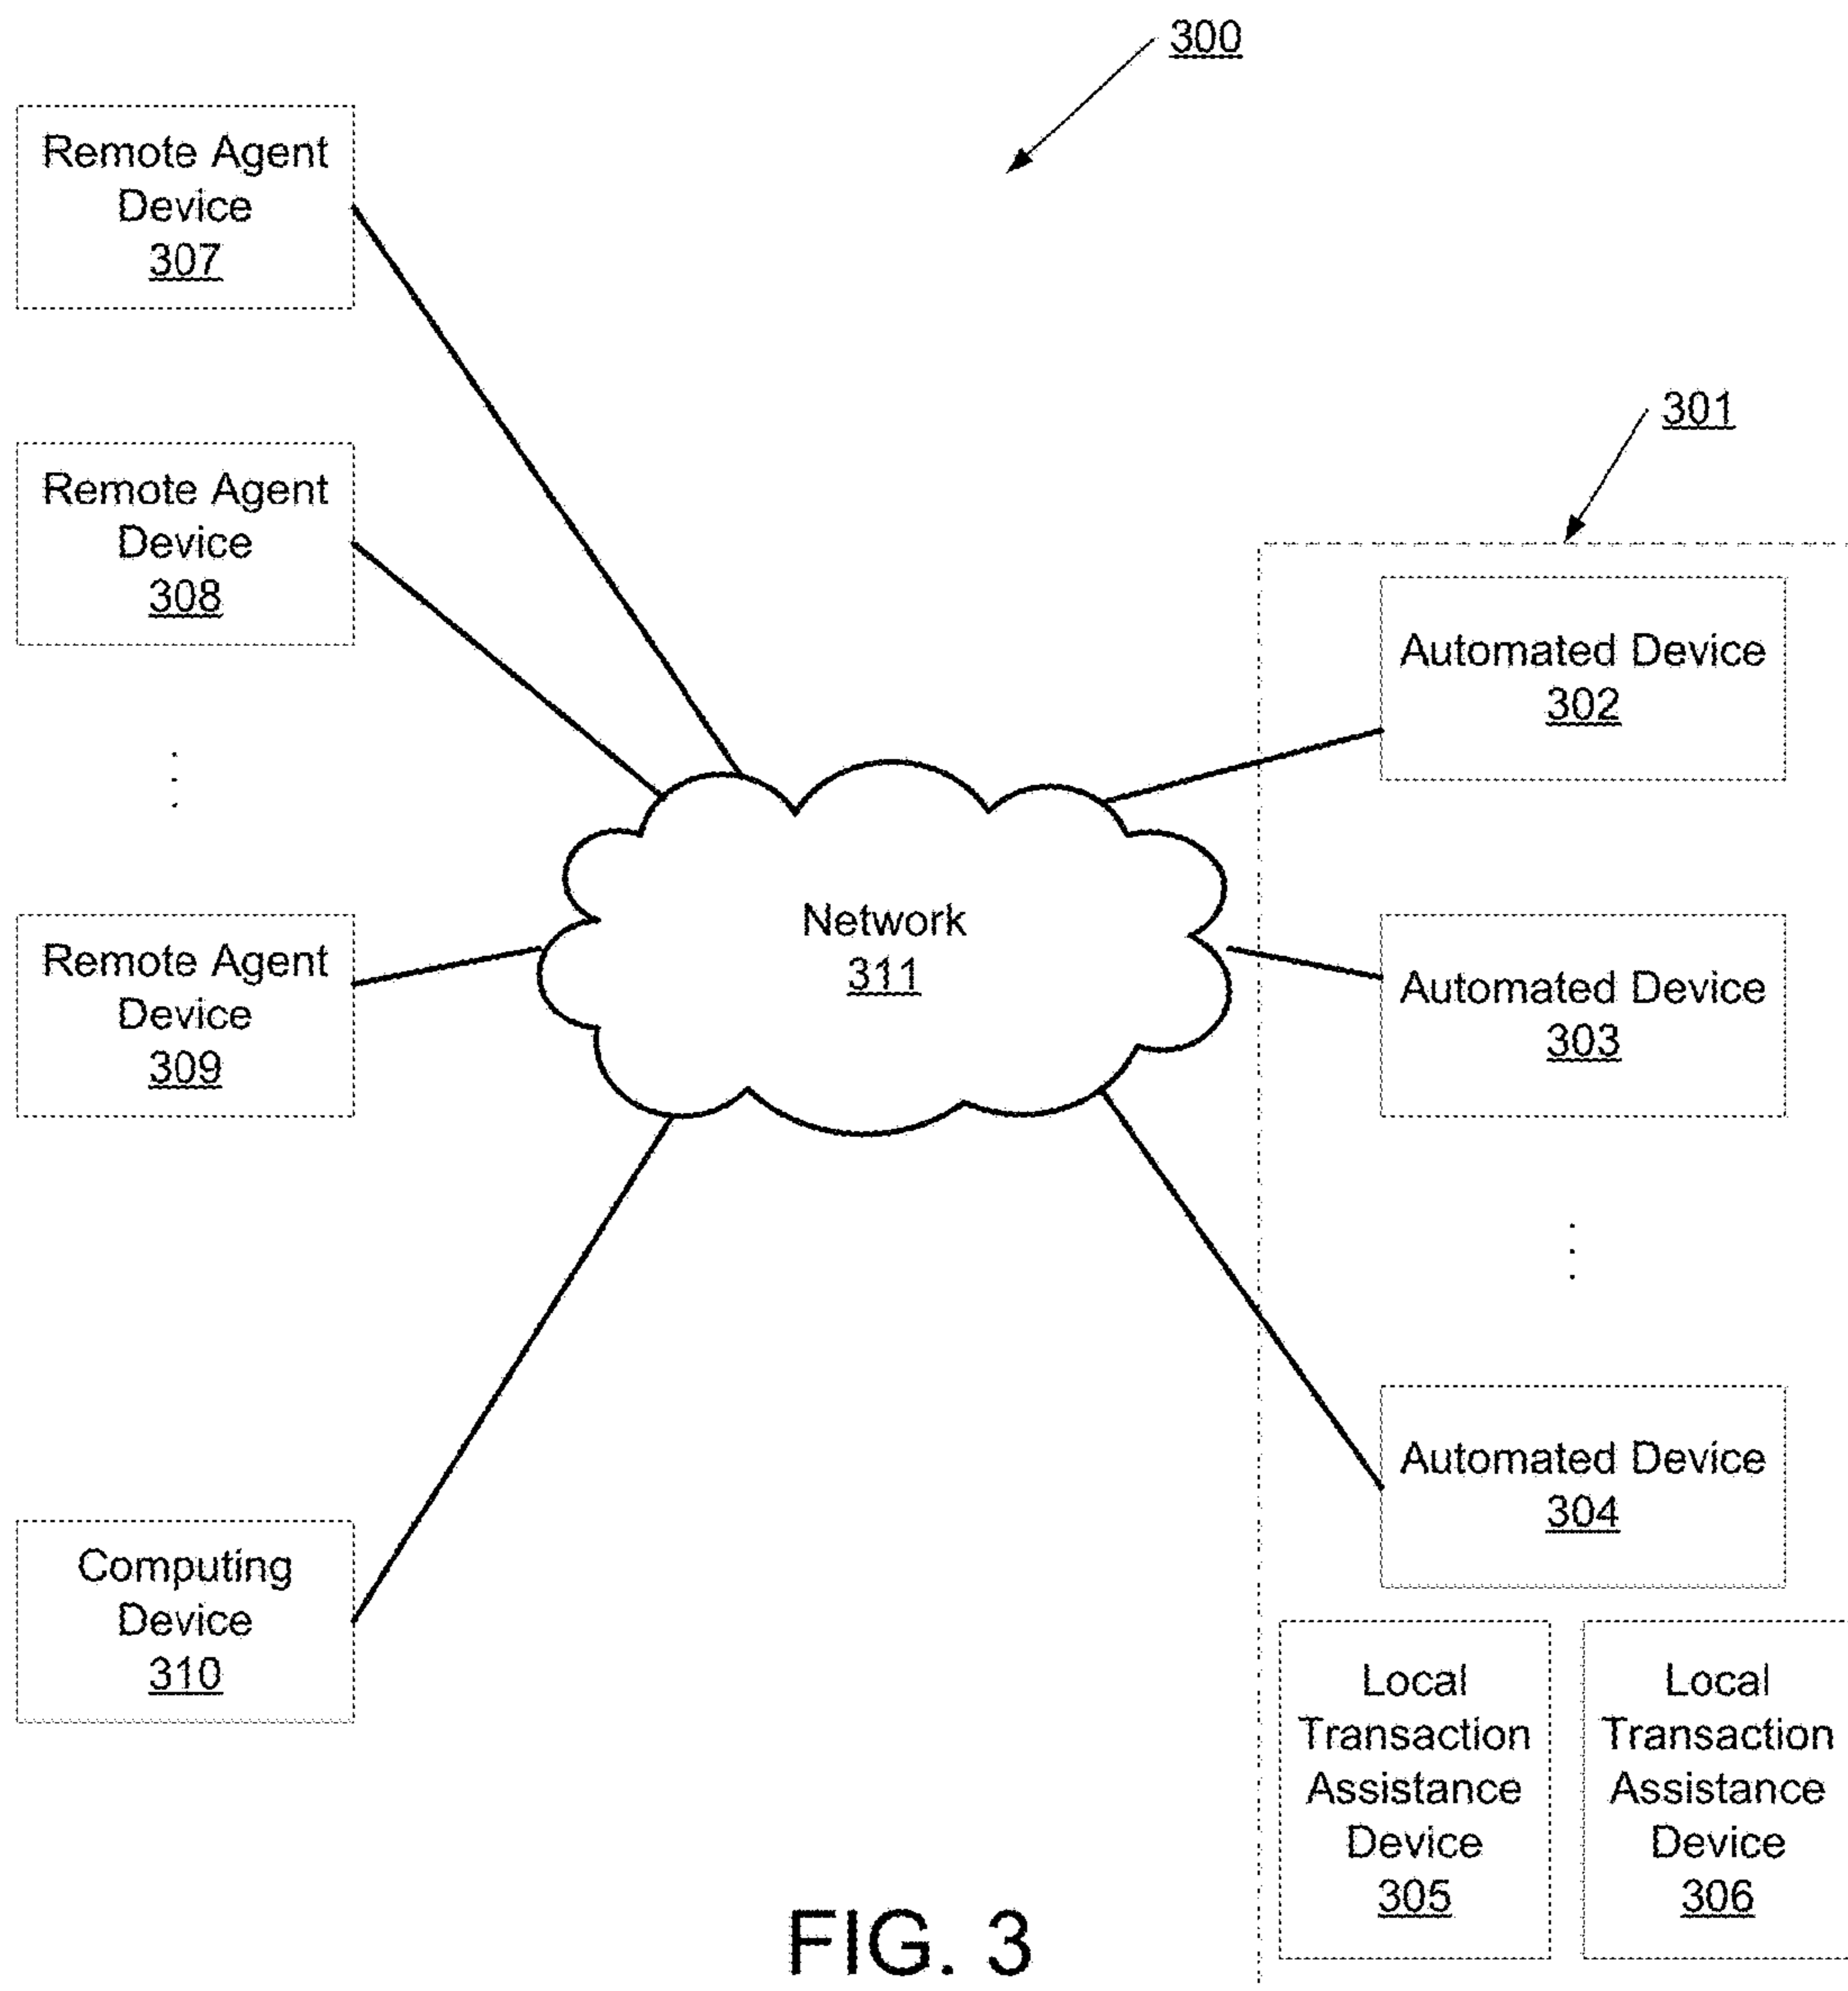 300
Remote Agent
Device
307
301
Remote Agent
Device
308
Automated Device
302
Network
311
Remote Agent
Device
309
Automated Device
303
Automated Device
304
Computing
Device
310
Local
Transaction
Assistance
Device
305
Local
Transaction
Assistance
Device
306
FIG. 3